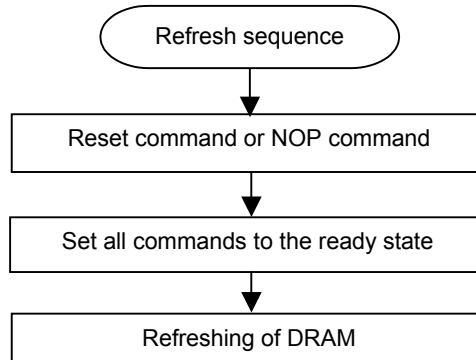 Refresh sequence
Reset command or NOP command
Set all commands to the ready state
Refreshing of DRAM